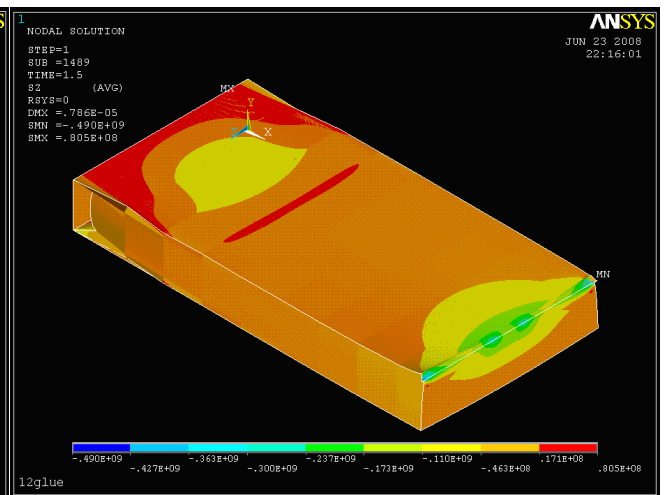 S
1
NODAL SOLUTION
ANSYS
JUN 23 2008
22:16:01
STEP=1
SUB =1489
TIME=1.5
SZ (AVG)
RSYS=0
DMX =.786E-05
SMN =-.490E+09
SMX =.805E+08
MX
Y
Z X
MN
-.490E+09 -.363E+09 -.237E+09 -.110E+09 .171E+08
-.427E+09 -.300E+09 -.173E+09 -.463E+08 .805E+08
12glue